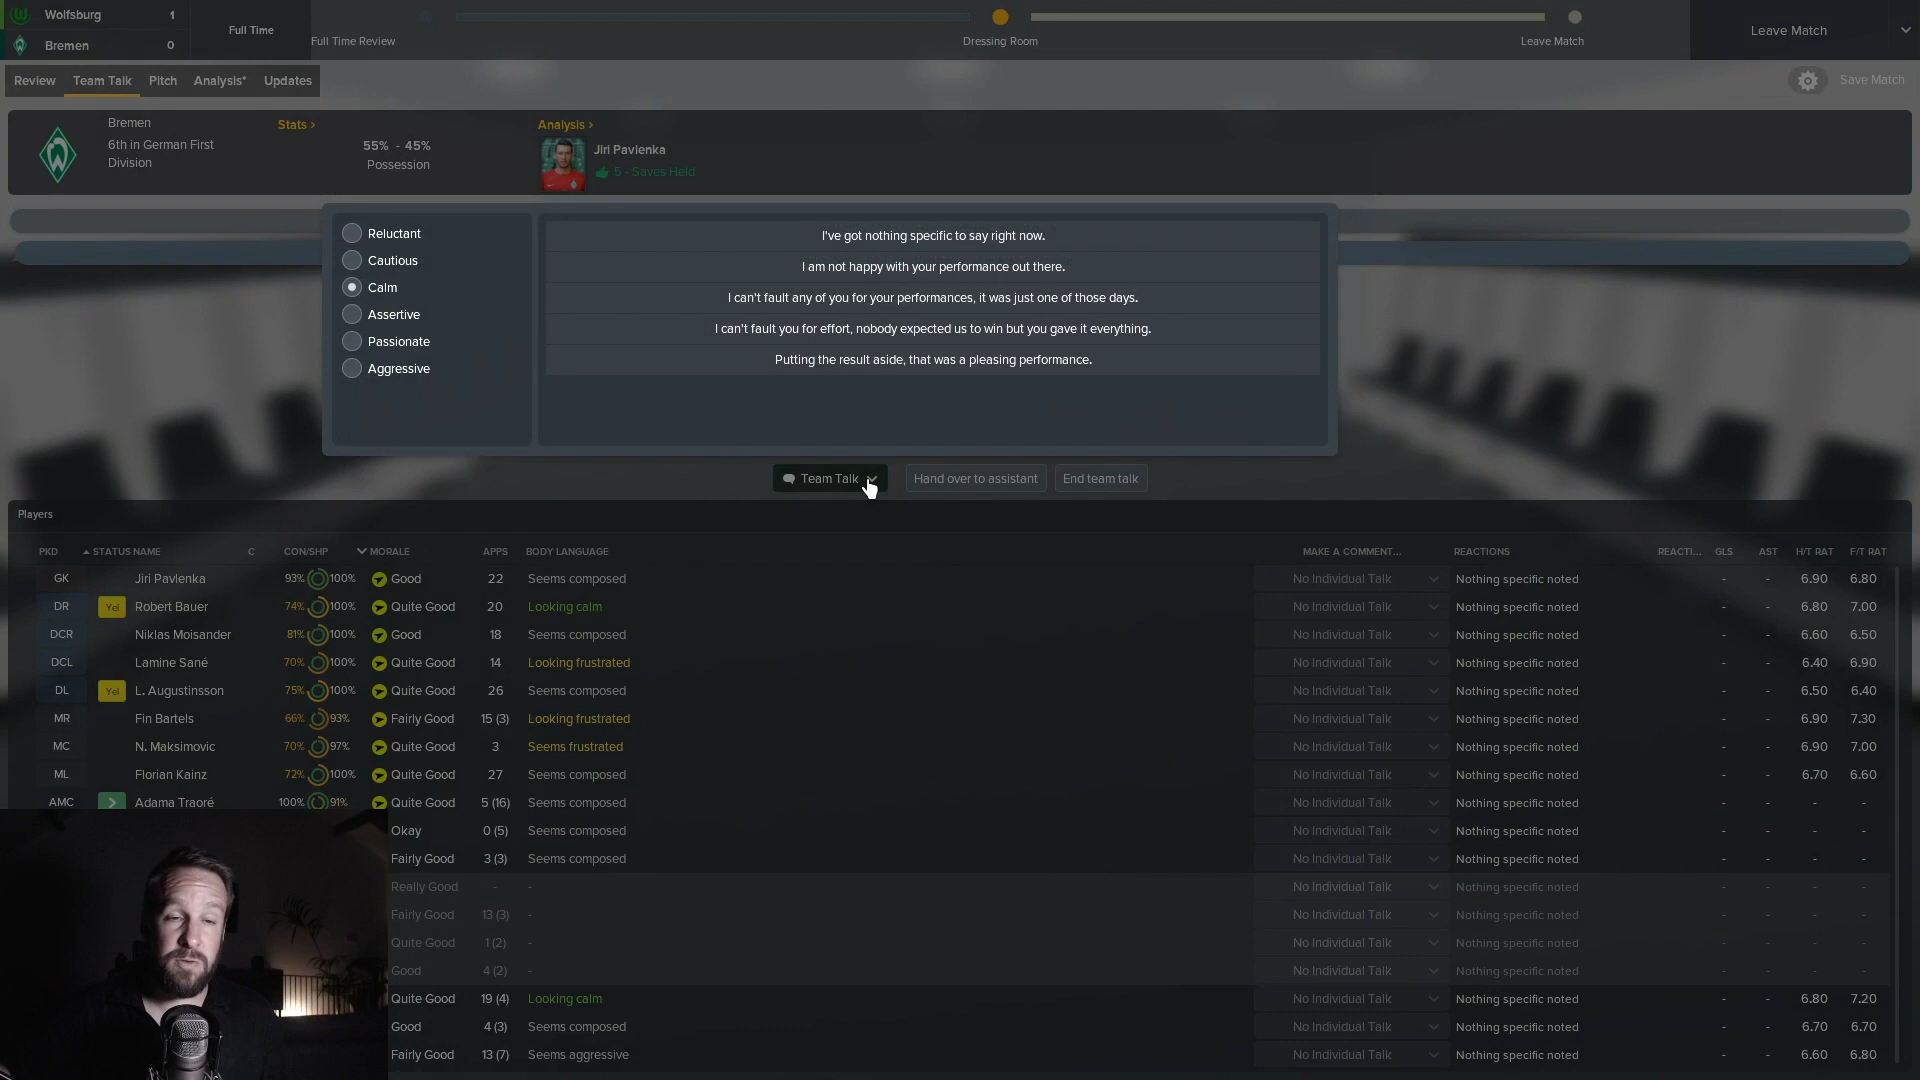 Wolfsburg 1
Bremen 0
Full Time
Full Time Review
Dressing Room
Leave Match
Leave Match
Review Team Talk Pitch Analysis* Updates
Save Match
Bremen
6th in German First
Division
Stats >
55% - 45%
Possession
Analysis >
Jiri Pavlenka
5 - Saves Held
Reluctant
Cautious
Calm
Assertive
Passionate
Aggressive
I've got nothing specific to say right now.
I am not happy with your performance out there.
I can't fault any of you for your performances, it was just one of those days.
I can't fault you for effort, nobody expected us to win but you gave it everything.
Putting the result aside, that was a pleasing performance.
Team Talk Hand over to assistant End team talk
Players
PKD STATUS NAME C CON/SHP MORALE APPS BODY LANGUAGE MAKE A COMMENT... REACTIONS REACTI... GLS AST H/T RAT F/T RAT
GK Jiri Pavlenka 93% 100% Good 22 Seems composed No Individual Talk Nothing specific noted - - 6.90 6.80
DR Yel Robert Bauer 74% 100% Quite Good 20 Looking calm No Individual Talk Nothing specific noted - - 6.80 7.00
DCR Niklas Moisander 81% 100% Good 18 Seems composed No Individual Talk Nothing specific noted - - 6.60 6.50
DCL Lamine Sané 70% 100% Quite Good 14 Looking frustrated No Individual Talk Nothing specific noted - - 6.40 6.90
DL Yel L. Augustinsson 75% 100% Quite Good 26 Seems composed No Individual Talk Nothing specific noted - - 6.50 6.40
MR Fin Bartels 66% 93% Fairly Good 15 (3) Looking frustrated No Individual Talk Nothing specific noted - - 6.90 7.30
MC N. Maksimovic 70% 97% Quite Good 3 Seems frustrated No Individual Talk Nothing specific noted - - 6.90 7.00
ML Florian Kainz 72% 100% Quite Good 27 Seems composed No Individual Talk Nothing specific noted - - 6.70 6.60
AMC Adama Traoré 100% 91% Quite Good 5 (16) Seems composed No Individual Talk Nothing specific noted - - - -
Okay 0 (5) Seems composed No Individual Talk Nothing specific noted - - - -
Fairly Good 3 (3) Seems composed No Individual Talk Nothing specific noted - - - -
Really Good - - No Individual Talk Nothing specific noted - - - -
Fairly Good 13 (3) - No Individual Talk Nothing specific noted - - - -
Quite Good 1 (2) - No Individual Talk Nothing specific noted - - - -
Good 4 (2) - No Individual Talk Nothing specific noted - - - -
Quite Good 19 (4) Looking calm No Individual Talk Nothing specific noted - - 6.80 7.20
Good 4 (3) Seems composed No Individual Talk Nothing specific noted - - 6.70 6.70
Fairly Good 13 (7) Seems aggressive No Individual Talk Nothing specific noted - - 6.60 6.80